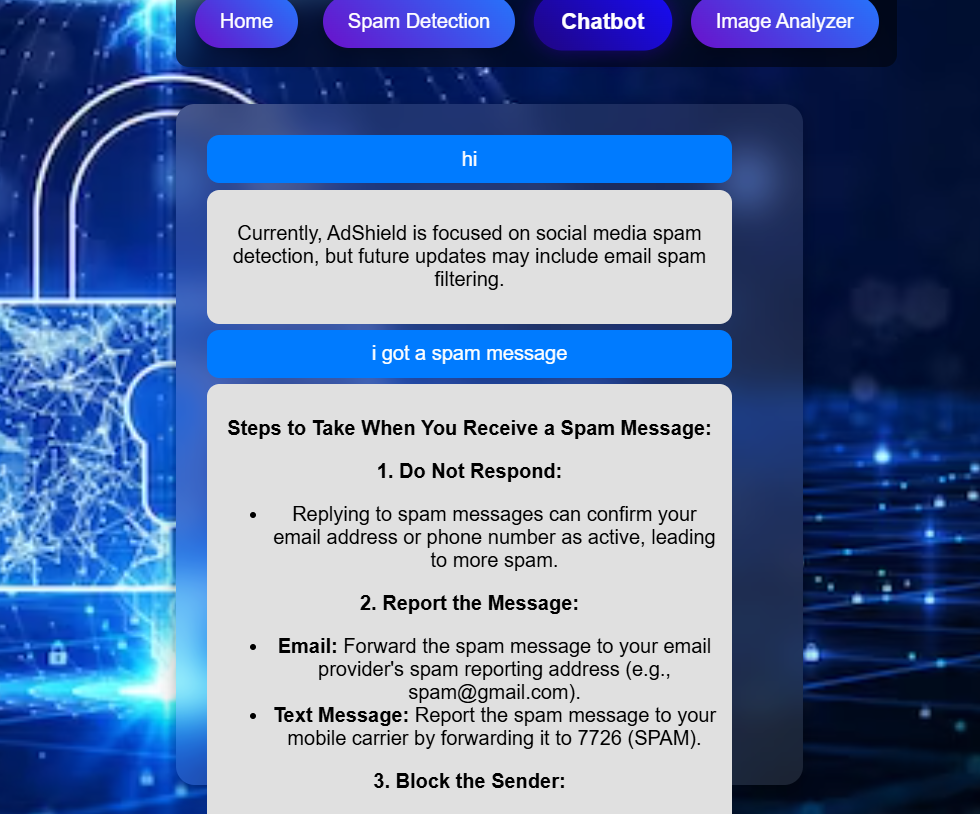 Home
Spam Detection
Chatbot
Image Analyzer
hi
Currently, AdShield is focused on social media spam
detection, but future updates may include email spam
filtering.
i got a spam message
Steps to Take When You Receive a Spam Message:
1. Do Not Respond:
• Replying to spam messages can confirm your
email address or phone number as active, leading
to more spam.
2. Report the Message:
• Email: Forward the spam message to your email
provider's spam reporting address (e.g.,
spam@gmail.com).
• Text Message: Report the spam message to your
mobile carrier by forwarding it to 7726 (SPAM).
3. Block the Sender: